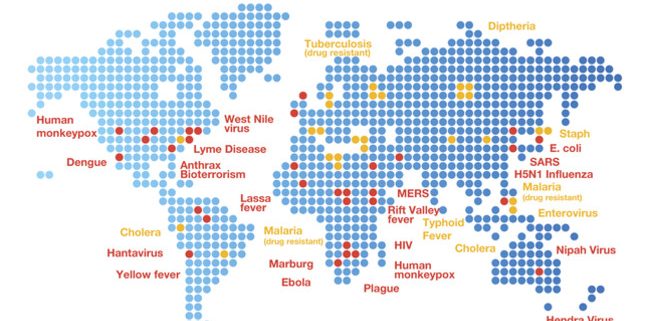 Diptheria
Tuberculosis
(drug resistant)
Human
monkeypox
West Nile
virus
Staph
Lyme Disease
E. coli
Dengue
Anthrax
Bioterrorism
SARS
H5N1 Influenza
Lassa
fever
MERS
Malaria
(drug resistant)
Rift Valley
fever
Enterovirus
Typhoid
Fever
Cholera
Malaria
(drug resistant)
Hantavirus
HIV
Cholera
Nipah Virus
Yellow fever
Marburg
Human
monkeypox
Ebola
Plague
Hendra Virus